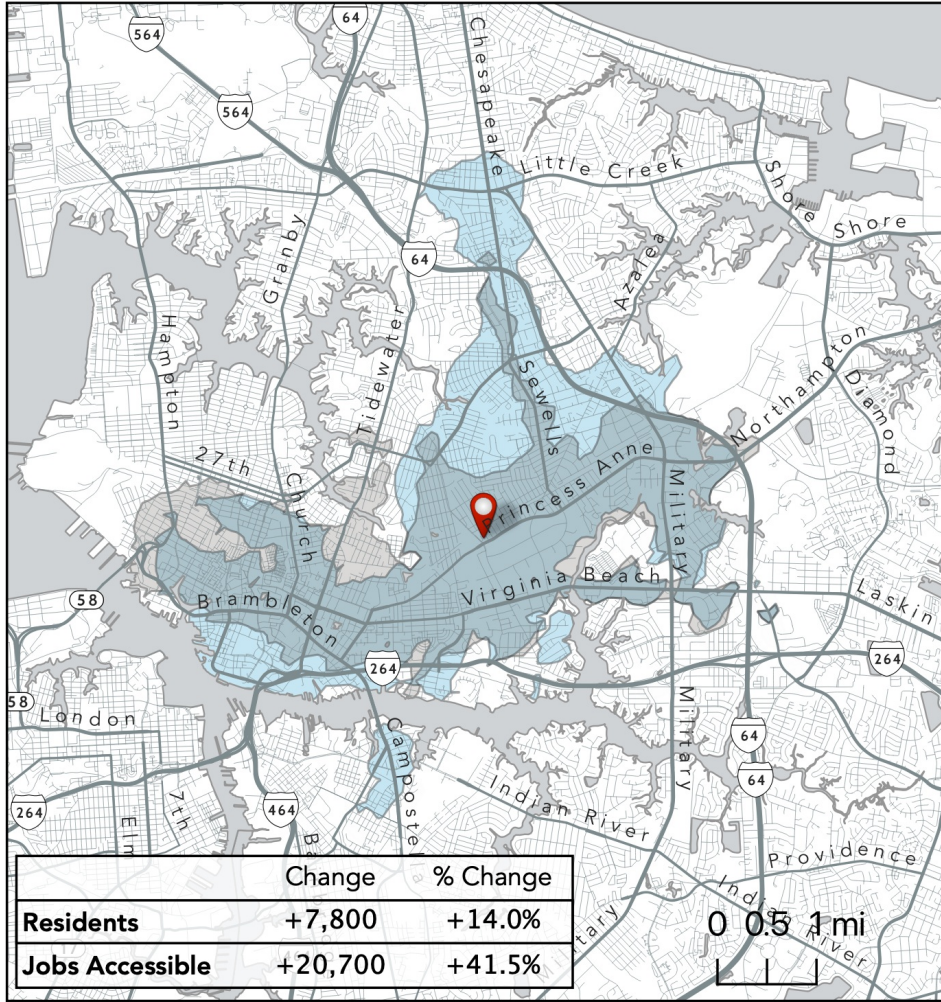 64
564
Chesapeake
564
Little Creek
Shore
Shore
Granby
64
Azalea
Hampton
Tidewater
Sewells
Northampton
Diamond
27th
Church
Princess Anne
Military
Virginia Beach
58
Brambleton
Laskin
264
264
58
London
Military
64
Campostella
64
264
7th
464
Indian River
Elm
Providence
Indian River
Change % Change
Residents +7,800 +14.0%
Jobs Accessible +20,700 +41.5%
0 0.5 1 mi